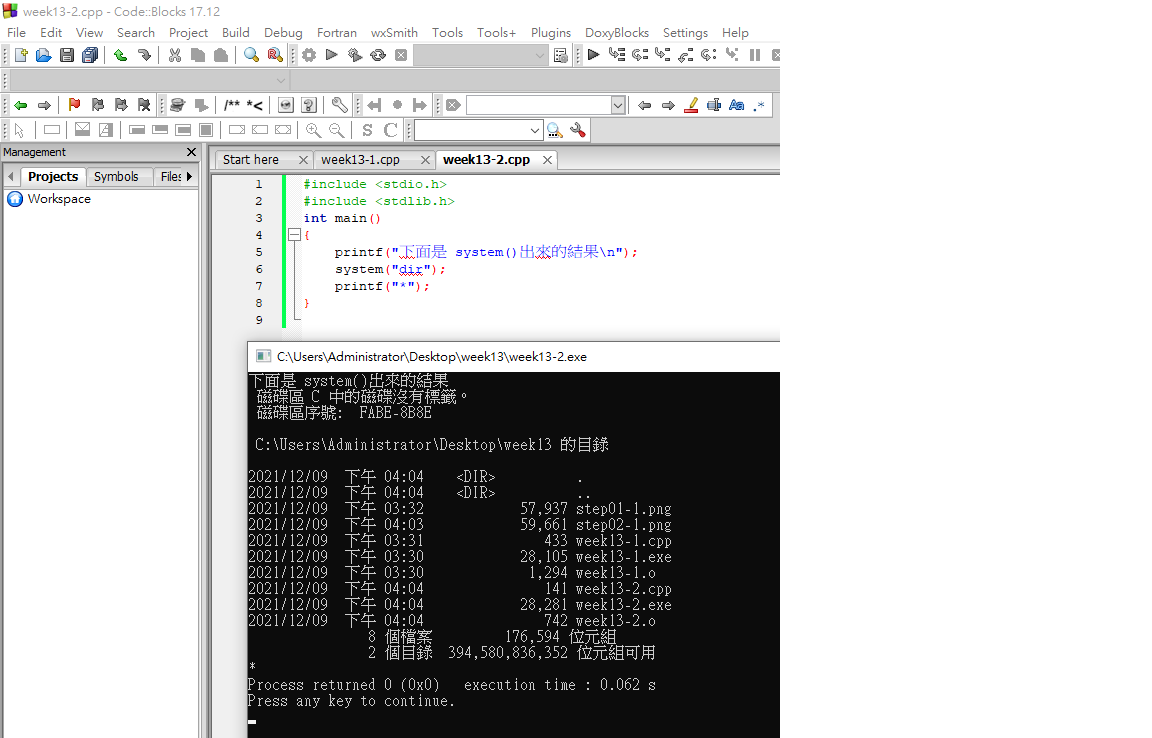 week13-2.cpp - Code::Blocks 17.12
File Edit View Search Project Build Debug Fortran wxSmith Tools Tools+ Plugins DoxyBlocks Settings Help
/** *<
Aa .*
S C
Management
Start here week13-1.cpp week13-2.cpp
Projects Symbols Files
Workspace
1 #include <stdio.h>
2 #include <stdlib.h>
3 int main()
4 {
5 printf("下面是 system()出來的結果\n");
6 system("dir");
7 printf("*");
8 }
9
C:\Users\Administrator\Desktop\week13\week13-2.exe
下面是 system()出來的結果
磁碟區 C 中的磁碟沒有標籤。
磁碟區序號: FABE-8B8E
C:\Users\Administrator\Desktop\week13 的目錄
2021/12/09 下午 04:04 <DIR> .
2021/12/09 下午 04:04 <DIR> ..
2021/12/09 下午 03:32 57,937 step01-1.png
2021/12/09 下午 04:03 59,661 step02-1.png
2021/12/09 下午 03:31 433 week13-1.cpp
2021/12/09 下午 03:30 28,105 week13-1.exe
2021/12/09 下午 03:30 1,294 week13-1.o
2021/12/09 下午 04:04 141 week13-2.cpp
2021/12/09 下午 04:04 28,281 week13-2.exe
2021/12/09 下午 04:04 742 week13-2.o
8 個檔案 176,594 位元組
2 個目錄 394,580,836,352 位元組可用
*
Process returned 0 (0x0) execution time : 0.062 s
Press any key to continue.